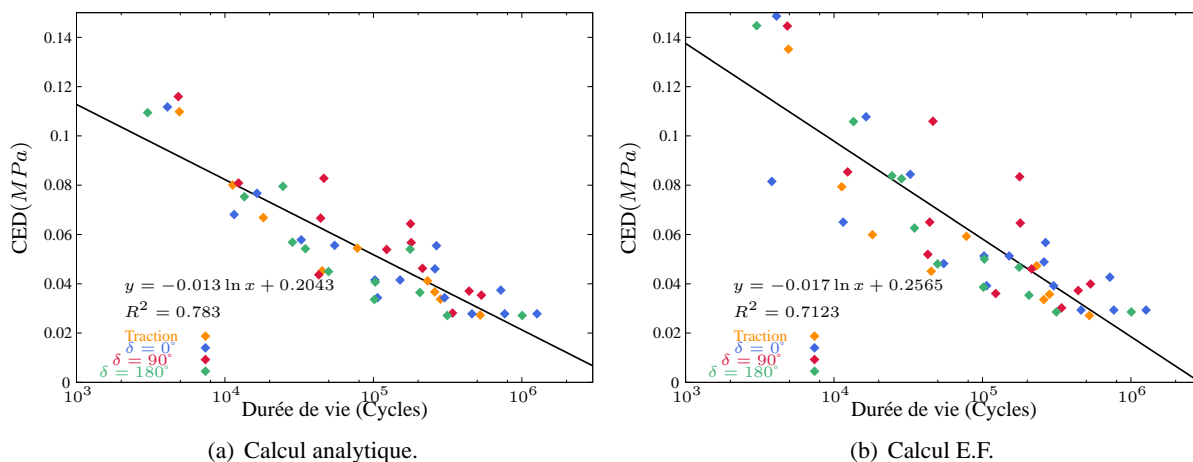 0.14
0.12
0.1
0.08
0.06
0.04
0.02
0
CED(MPa)
y = −0.013 ln x + 0.2043
R² = 0.783
Traction
δ = 0°
δ = 90°
δ = 180°
10³ 10⁴ 10⁵ 10⁶
Durée de vie (Cycles)
(a) Calcul analytique.
0.14
0.12
0.1
0.08
0.06
0.04
0.02
0
CED(MPa)
y = −0.017 ln x + 0.2565
R² = 0.7123
Traction
δ = 0°
δ = 90°
δ = 180°
10³ 10⁴ 10⁵ 10⁶
Durée de vie (Cycles)
(b) Calcul E.F.